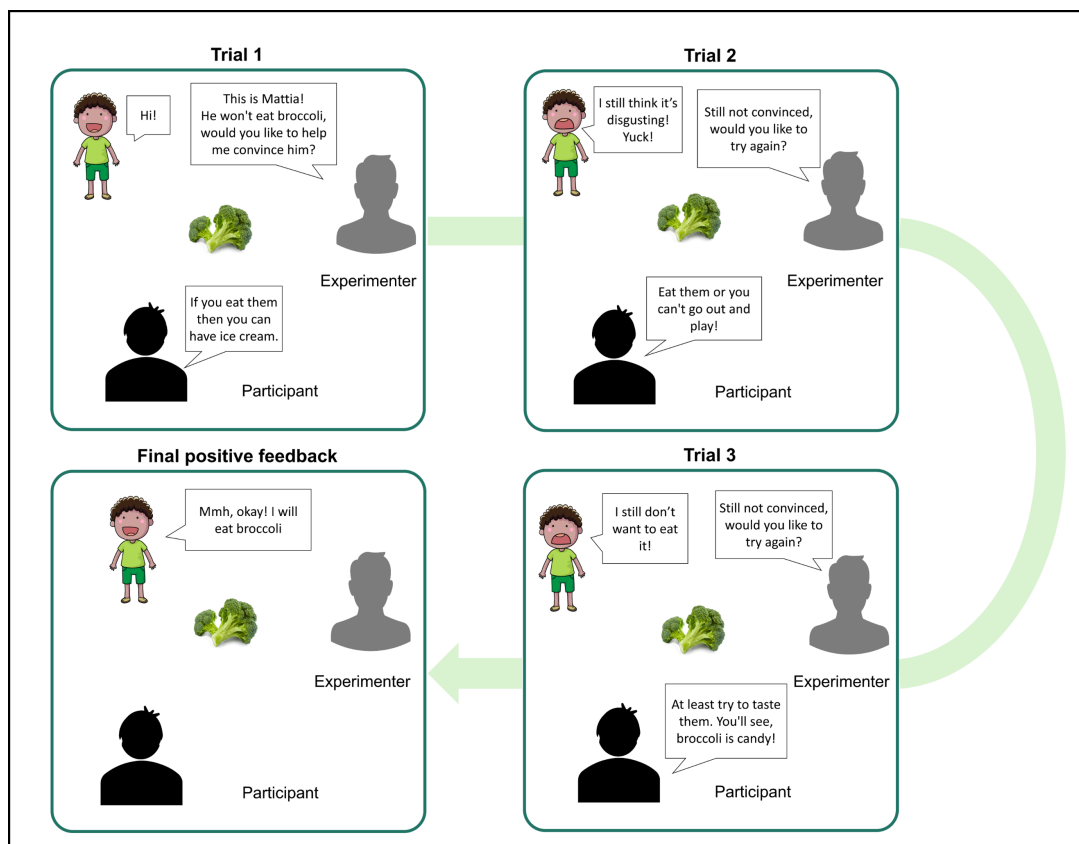 Trial 1
Hi!
This is Mattia!
He won't eat broccoli,
would you like to help
me convince him?
Experimenter
If you eat them
then you can
have ice cream.
Participant
Trial 2
I still think it's
disgusting!
Yuck!
Still not convinced,
would you like to
try again?
Experimenter
Eat them or you
can't go out and
play!
Participant
Final positive feedback
Mmh, okay! I will
eat broccoli
Experimenter
Participant
Trial 3
I still don't
want to eat
it!
Still not convinced,
would you like to
try again?
Experimenter
At least try to taste
them. You'll see,
broccoli is candy!
Participant